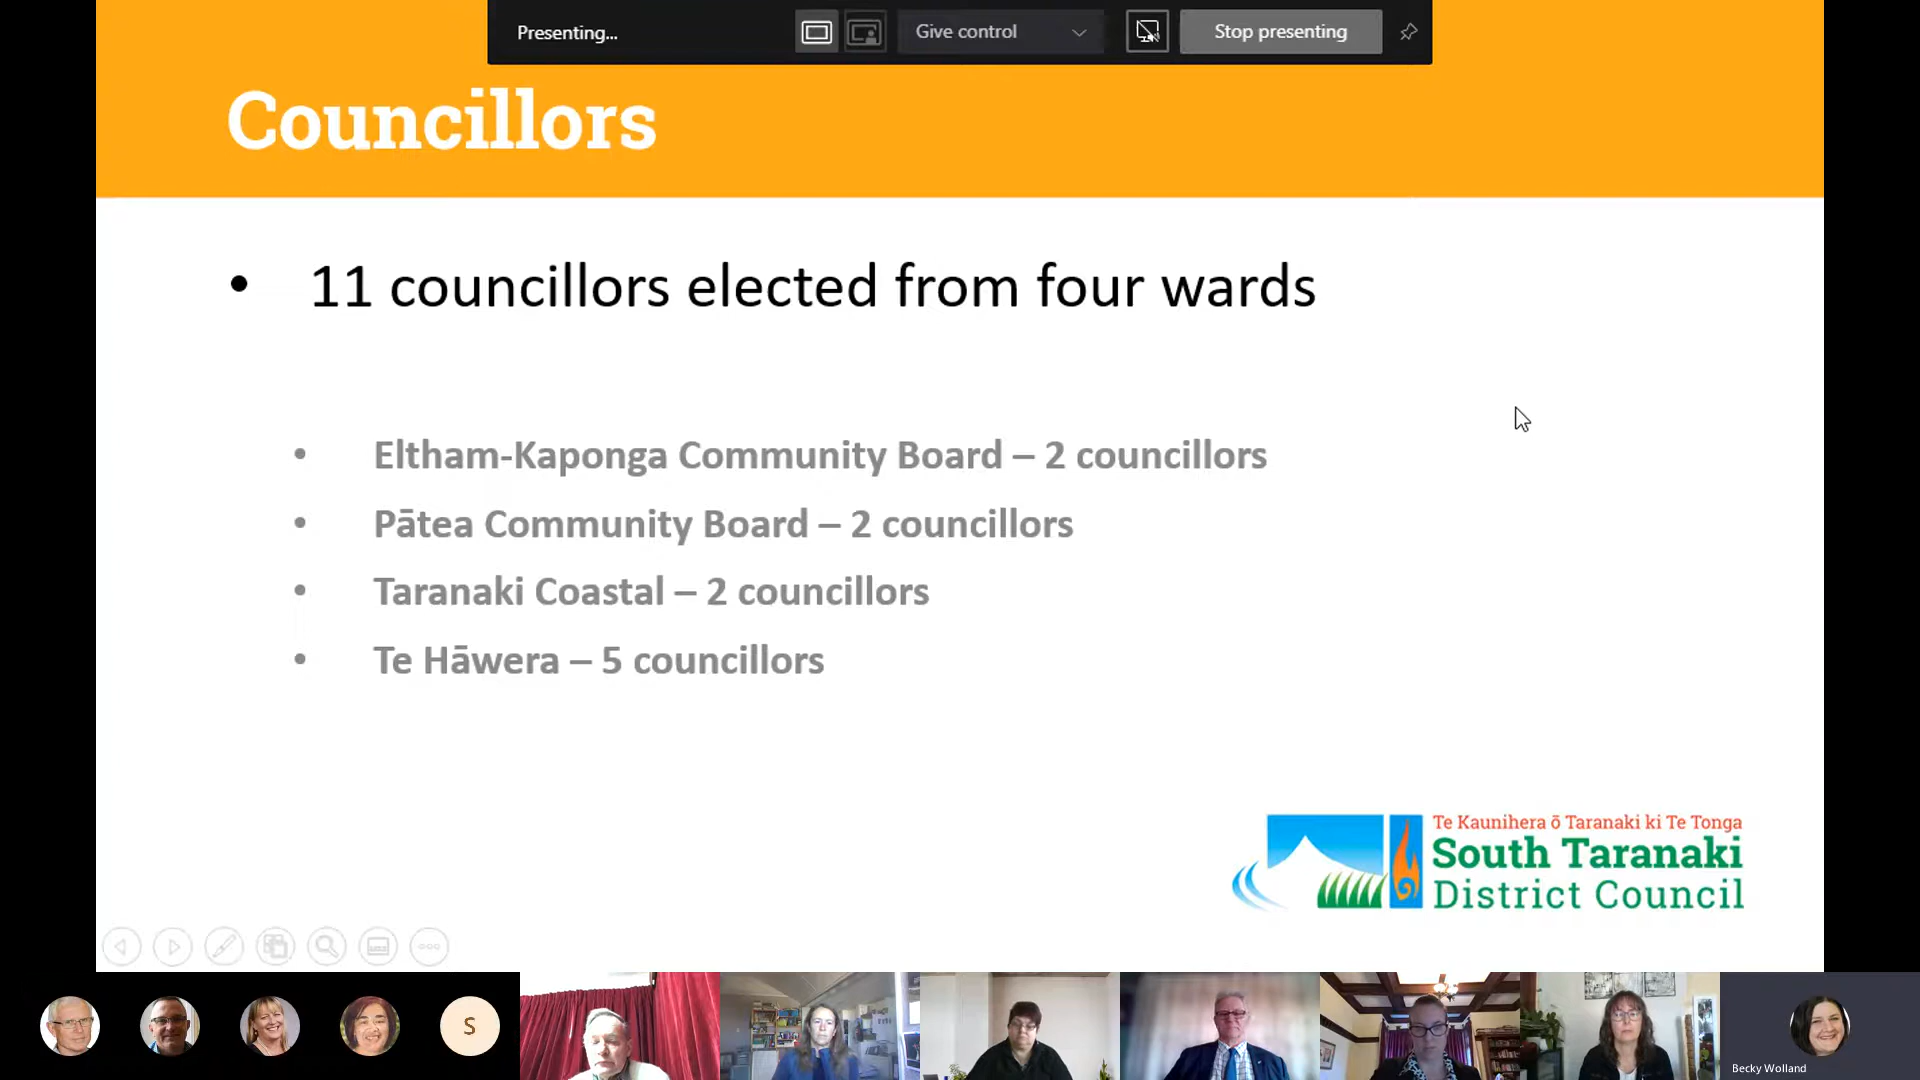 Presenting...
Give control
Stop presenting
Councillors
• 11 councillors elected from four wards
• Eltham-Kaponga Community Board – 2 councillors
• Pātea Community Board – 2 councillors
• Taranaki Coastal – 2 councillors
• Te Hāwera – 5 councillors
Te Kaunihera ō Taranaki ki Te Tonga
South Taranaki
District Council
S
Becky Wolland